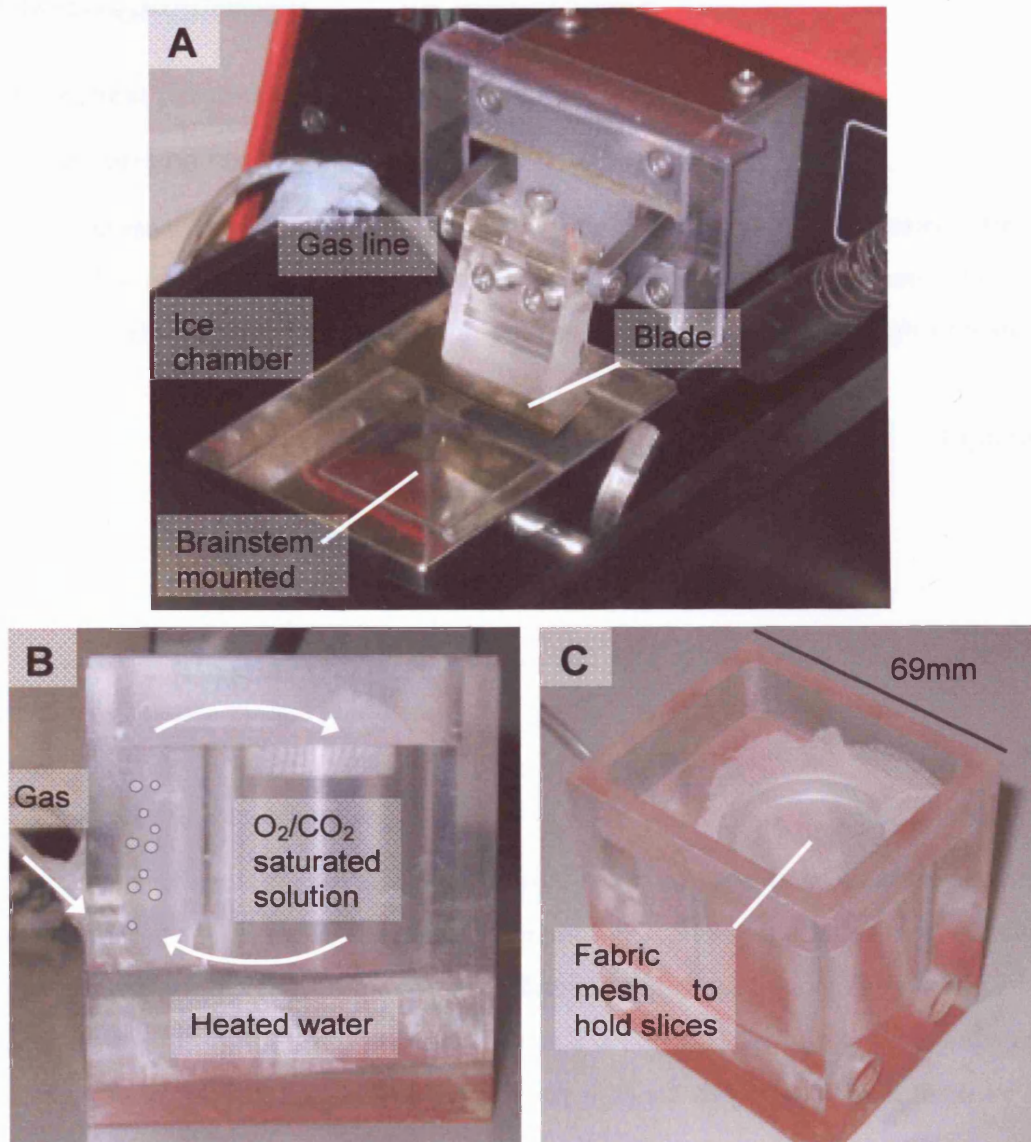 A
Gas line
Ice
chamber
Blade
Brainstem
mounted
B
Gas
O₂/CO₂
saturated
solution
Heated water
C
69mm
Fabric
mesh to
hold slices